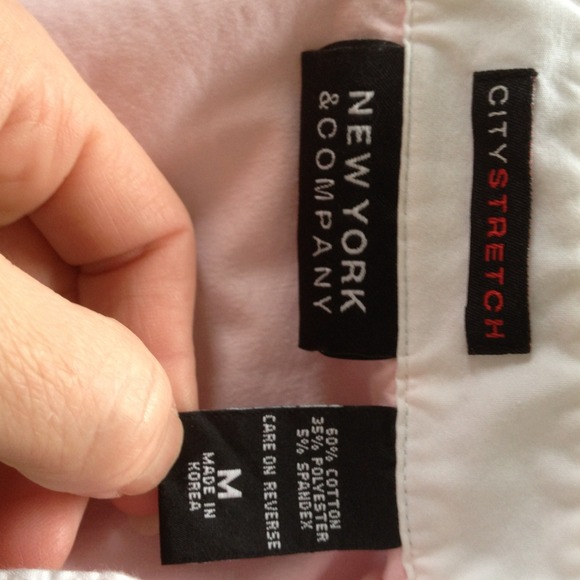 NEW YORK
& COMPANY
CITY STRETCH
60% COTTON
35% POLYESTER
5% SPANDEX
CARE ON REVERSE
M
MADE IN
KOREA